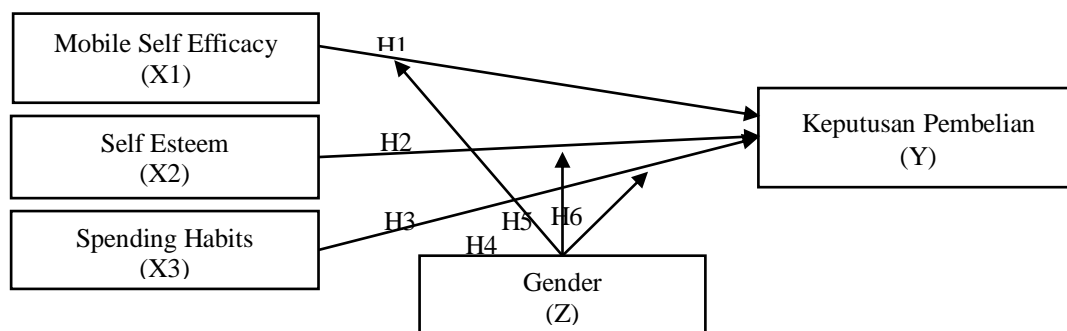 Mobile Self Efficacy
(X1)
H1
Self Esteem
(X2)
H2
Spending Habits
(X3)
H3
H4
H5
H6
Gender
(Z)
Keputusan Pembelian
(Y)